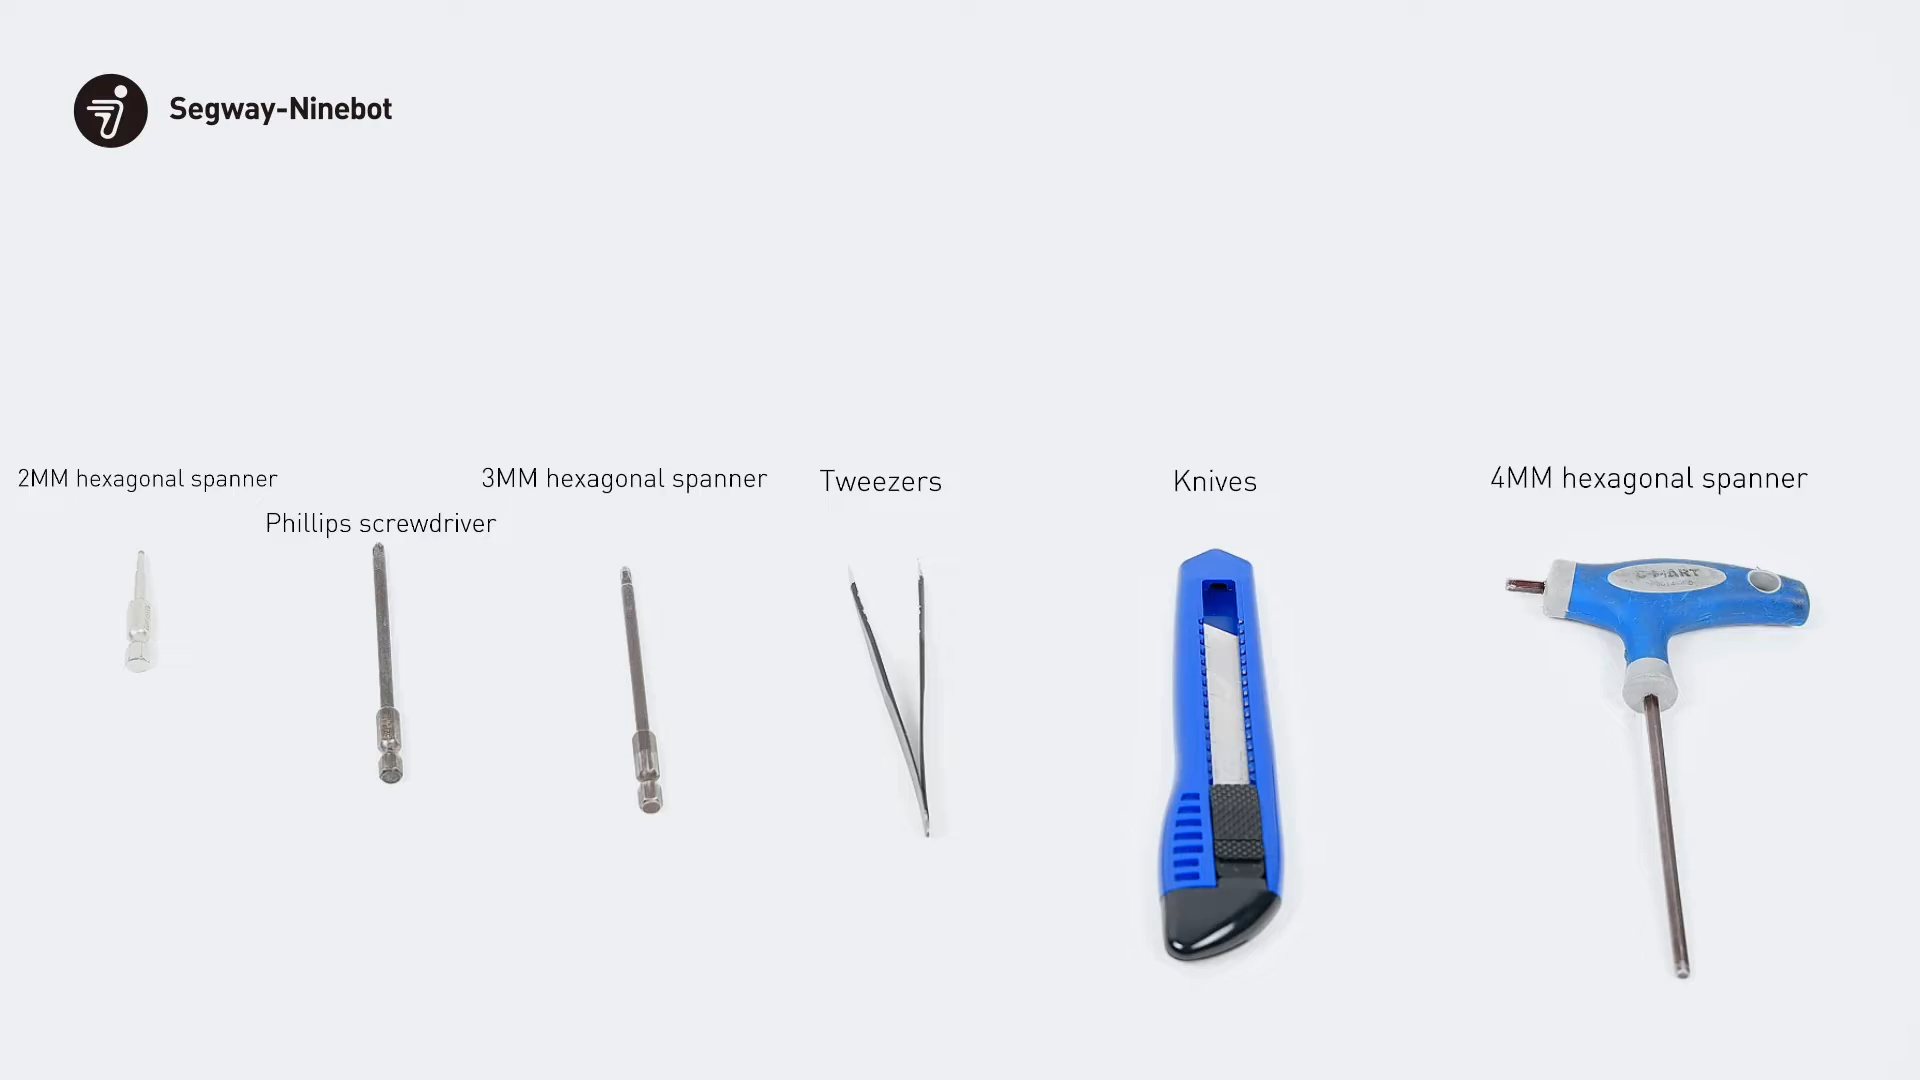 Segway-Ninebot
2MM hexagonal spanner
Phillips screwdriver
3MM hexagonal spanner
Tweezers
Knives
4MM hexagonal spanner